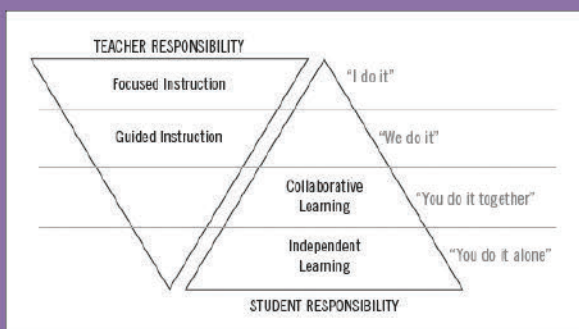 TEACHER RESPONSIBILITY
Focused Instruction
"I do it"
Guided Instruction
"We do it"
Collaborative
Learning
"You do it together"
Independent
Learning
"You do it alone"
STUDENT RESPONSIBILITY